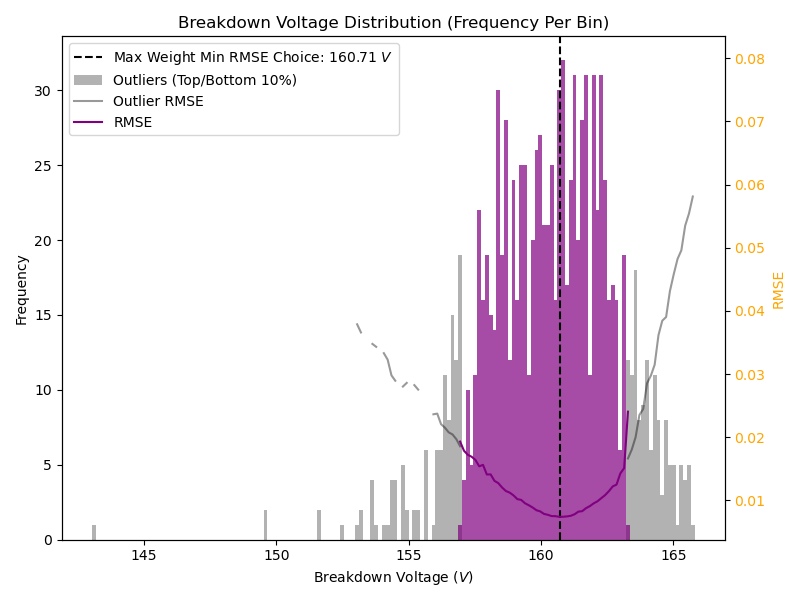 Breakdown Voltage Distribution (Frequency Per Bin)
Max Weight Min RMSE Choice: 160.71 V
Outliers (Top/Bottom 10%)
Outlier RMSE
RMSE
Frequency
30
25
20
15
10
5
0
145 150 155 160 165
Breakdown Voltage (V)
0.08
0.07
0.06
0.05
0.04
0.03
0.02
0.01
RMSE